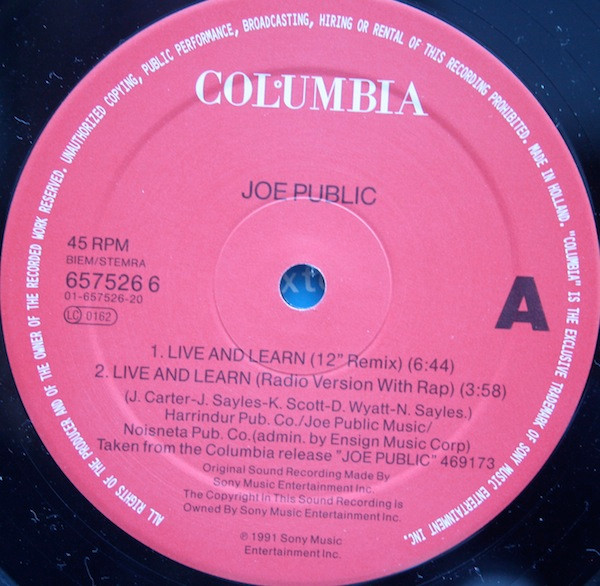 ALL RIGHTS OF THE PRODUCER AND OF THE OWNER OF THE RECORDED WORK RESERVED. UNAUTHORIZED COPYING, PUBLIC PERFORMANCE, BROADCASTING, HIRING OR RENTAL OF THIS RECORDING PROHIBITED. MADE IN HOLLAND. "COLUMBIA" IS THE EXCLUSIVE TRADEMARK OF SONY MUSIC ENTERTAINMENT INC.
COLUMBIA
JOE PUBLIC
45 RPM
BIEM/STEMRA
657526 6
01-657526-20
LC 0162
A
xt
1. LIVE AND LEARN (12" Remix) (6:44)
2. LIVE AND LEARN (Radio Version With Rap) (3:58)
(J. Carter-J. Sayles-K. Scott-D. Wyatt-N. Sayles.)
Harrindur Pub. Co./Joe Public Music/
Noisneta Pub. Co.(admin. by Ensign Music Corp)
Taken from the Columbia release "JOE PUBLIC" 469173
Original Sound Recording Made By
Sony Music Entertainment Inc.
The Copyright in This Sound Recording is
Owned By Sony Music Entertainment Inc.
℗ 1991 Sony Music
Entertainment Inc.